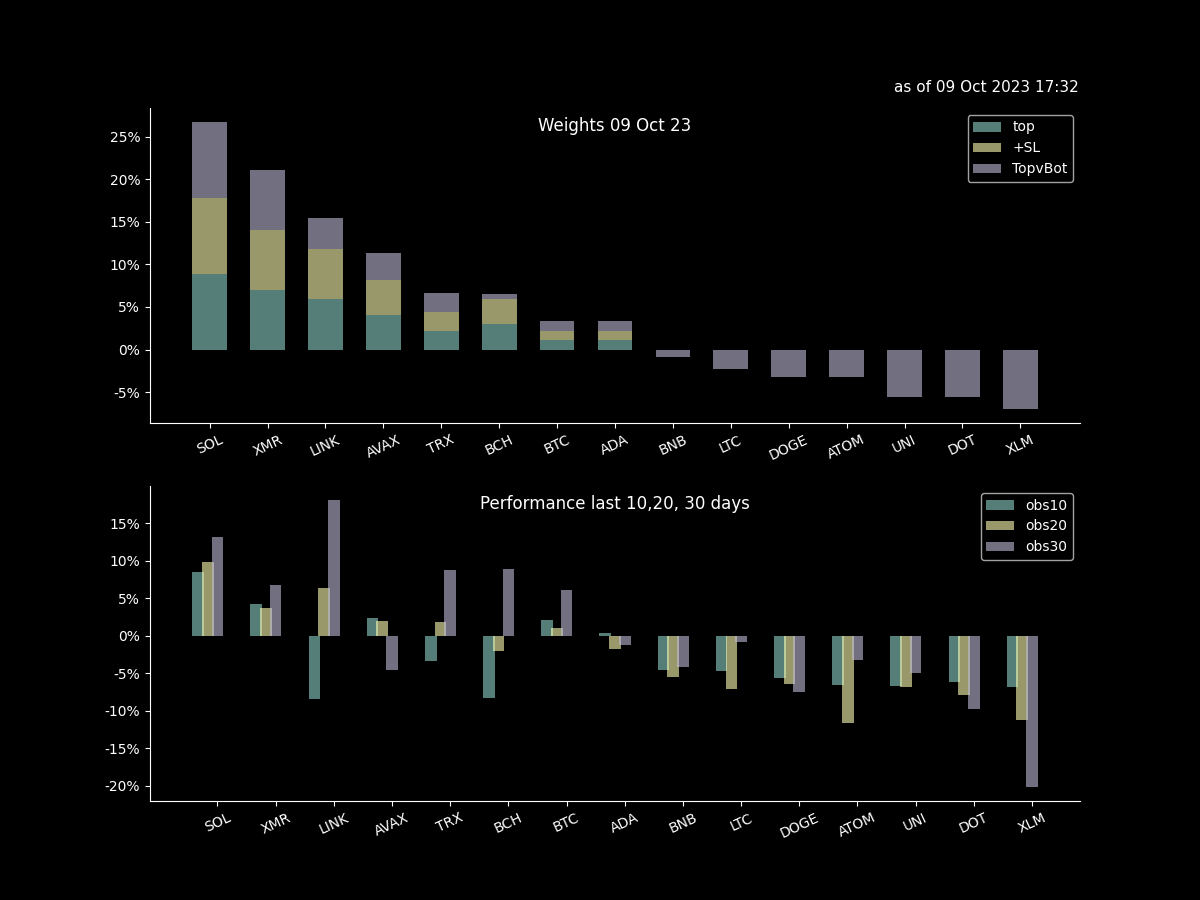 as of 09 Oct 2023 17:32
Weights 09 Oct 23
top
+SL
TopvBot
25%
20%
15%
10%
5%
0%
-5%
SOL XMR LINK AVAX TRX BCH BTC ADA BNB LTC DOGE ATOM UNI DOT XLM
Performance last 10,20, 30 days
obs10
obs20
obs30
15%
10%
5%
0%
-5%
-10%
-15%
-20%
SOL XMR LINK AVAX TRX BCH BTC ADA BNB LTC DOGE ATOM UNI DOT XLM